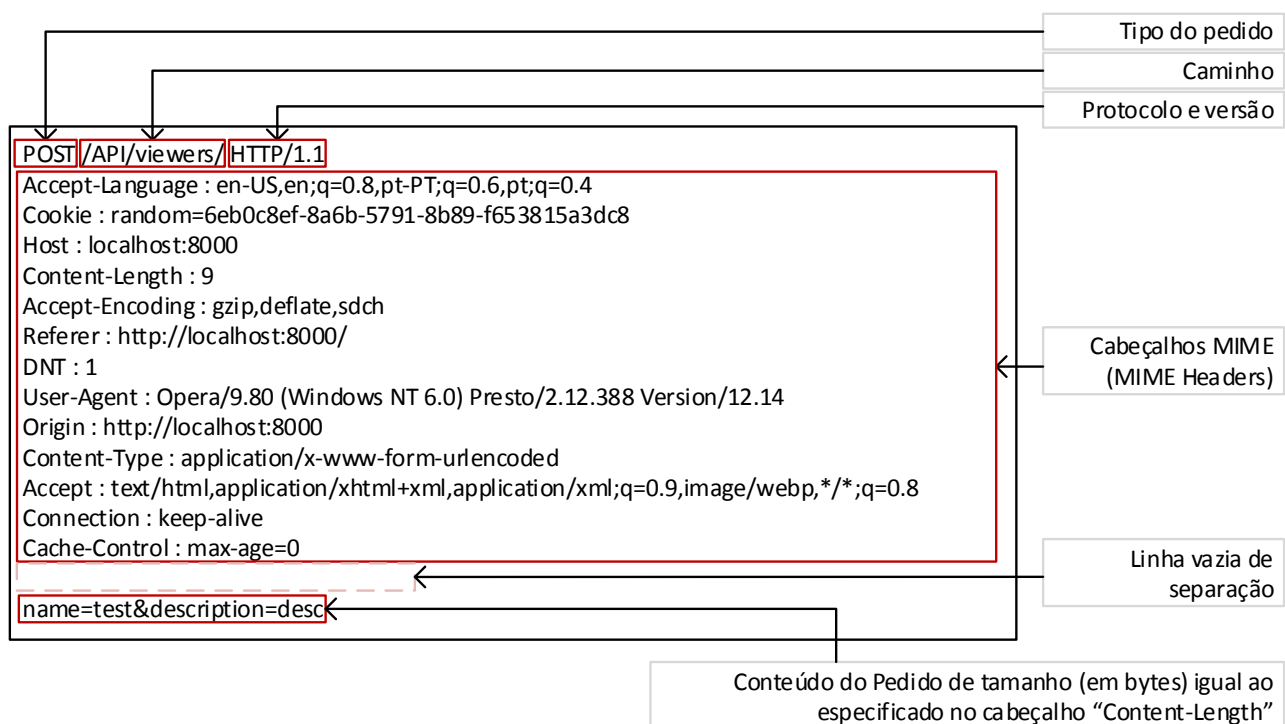 Tipo do pedido
Caminho
Protocolo e versão
POST /API/viewers/ HTTP/1.1
Accept-Language : en-US,en;q=0.8,pt-PT;q=0.6,pt;q=0.4
Cookie : random=6eb0c8ef-8a6b-5791-8b89-f653815a3dc8
Host : localhost:8000
Content-Length : 9
Accept-Encoding : gzip,deflate,sdch
Referer : http://localhost:8000/
DNT : 1
User-Agent : Opera/9.80 (Windows NT 6.0) Presto/2.12.388 Version/12.14
Origin : http://localhost:8000
Content-Type : application/x-www-form-urlencoded
Accept : text/html,application/xhtml+xml,application/xml;q=0.9,image/webp,*/*;q=0.8
Connection : keep-alive
Cache-Control : max-age=0
Cabeçalhos MIME
(MIME Headers)
Linha vazia de
separação
name=test&description=desc
Conteúdo do Pedido de tamanho (em bytes) igual ao
especificado no cabeçalho “Content-Length”